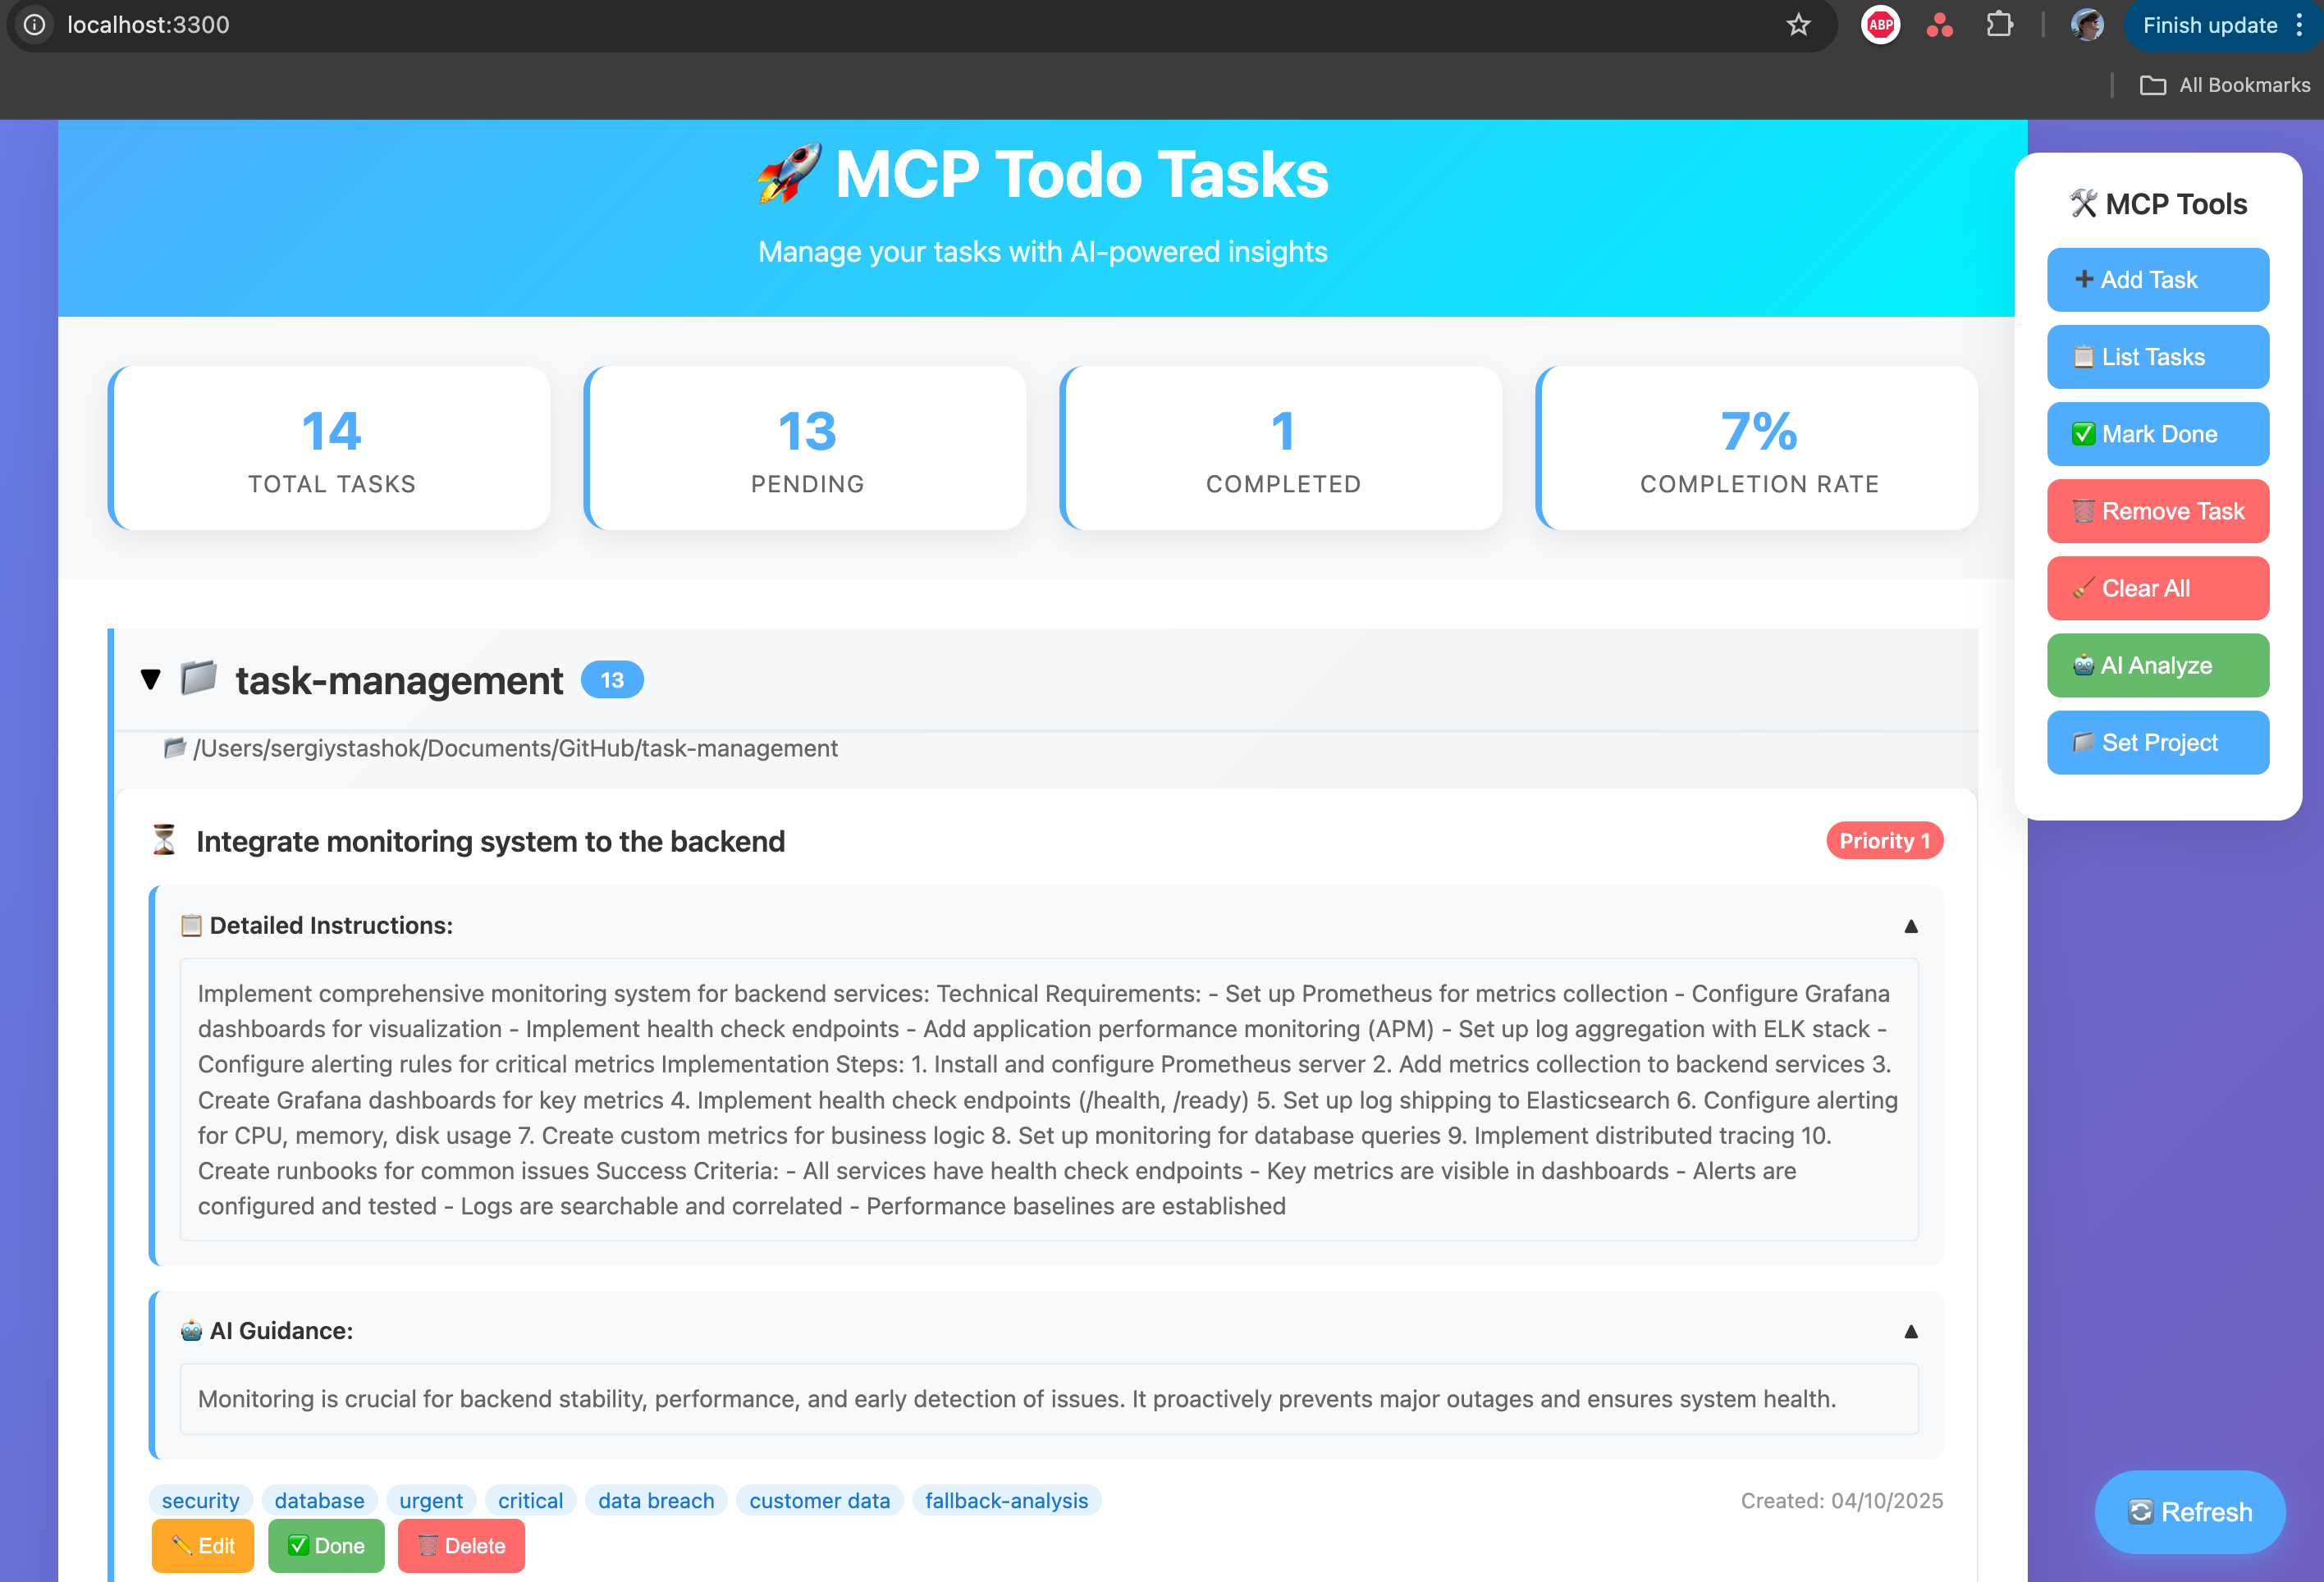 localhost:3300
ABP
Finish update
All Bookmarks
🚀 MCP Todo Tasks
Manage your tasks with AI-powered insights
🛠️ MCP Tools
➕ Add Task
📋 List Tasks
✅ Mark Done
🗑️ Remove Task
🧹 Clear All
🤖 AI Analyze
📁 Set Project
14
TOTAL TASKS
13
PENDING
1
COMPLETED
7%
COMPLETION RATE
▼ 📁 task-management 13
📂 /Users/sergiystashok/Documents/GitHub/task-management
⏳ Integrate monitoring system to the backend
Priority 1
📋 Detailed Instructions: ▲
Implement comprehensive monitoring system for backend services: Technical Requirements: - Set up Prometheus for metrics collection - Configure Grafana
dashboards for visualization - Implement health check endpoints - Add application performance monitoring (APM) - Set up log aggregation with ELK stack -
Configure alerting rules for critical metrics Implementation Steps: 1. Install and configure Prometheus server 2. Add metrics collection to backend services 3.
Create Grafana dashboards for key metrics 4. Implement health check endpoints (/health, /ready) 5. Set up log shipping to Elasticsearch 6. Configure alerting
for CPU, memory, disk usage 7. Create custom metrics for business logic 8. Set up monitoring for database queries 9. Implement distributed tracing 10.
Create runbooks for common issues Success Criteria: - All services have health check endpoints - Key metrics are visible in dashboards - Alerts are
configured and tested - Logs are searchable and correlated - Performance baselines are established
🤖 AI Guidance: ▲
Monitoring is crucial for backend stability, performance, and early detection of issues. It proactively prevents major outages and ensures system health.
security database urgent critical data breach customer data fallback-analysis
Created: 04/10/2025
✏️ Edit
✅ Done
🗑️ Delete
🔄 Refresh